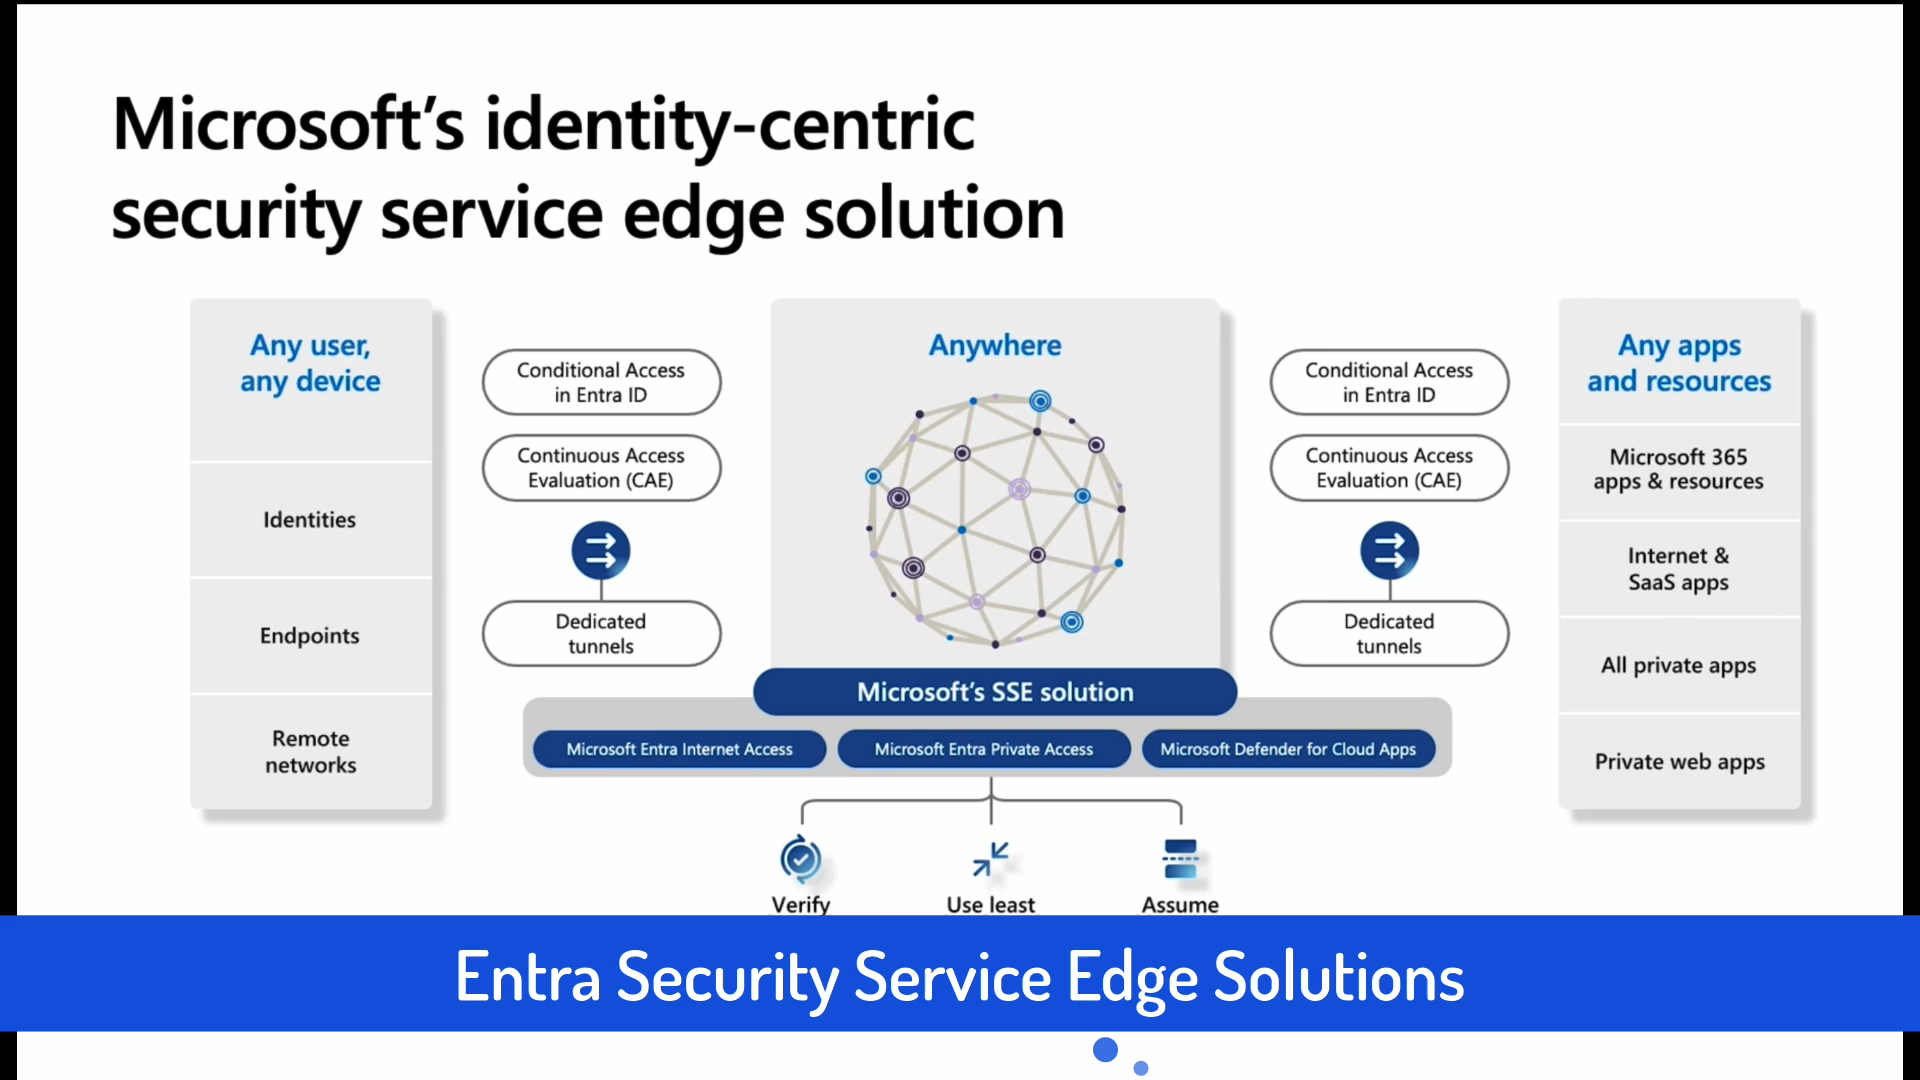 Microsoft's identity-centric
security service edge solution
Any user,
any device
Identities
Endpoints
Remote
networks
Conditional Access
in Entra ID
Continuous Access
Evaluation (CAE)
Dedicated
tunnels
Anywhere
Microsoft's SSE solution
Microsoft Entra Internet Access
Microsoft Entra Private Access
Microsoft Defender for Cloud Apps
Verify
Use least
Assume
Conditional Access
in Entra ID
Continuous Access
Evaluation (CAE)
Dedicated
tunnels
Any apps
and resources
Microsoft 365
apps & resources
Internet &
SaaS apps
All private apps
Private web apps
Entra Security Service Edge Solutions